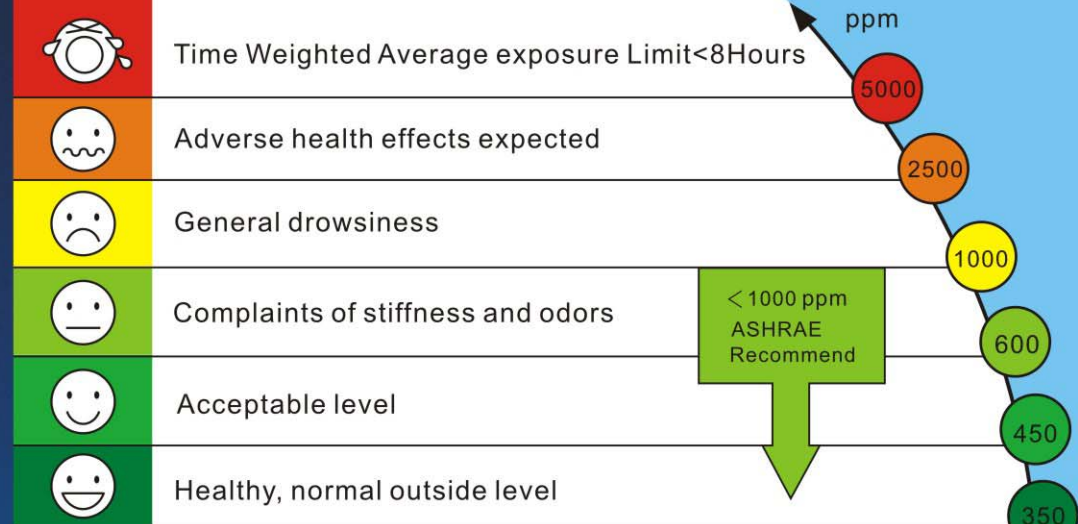 ppm
Time Weighted Average exposure Limit<8Hours
5000
Adverse health effects expected
2500
General drowsiness
1000
Complaints of stiffness and odors
<1000 ppm
ASHRAE
Recommend
600
Acceptable level
450
Healthy, normal outside level
350